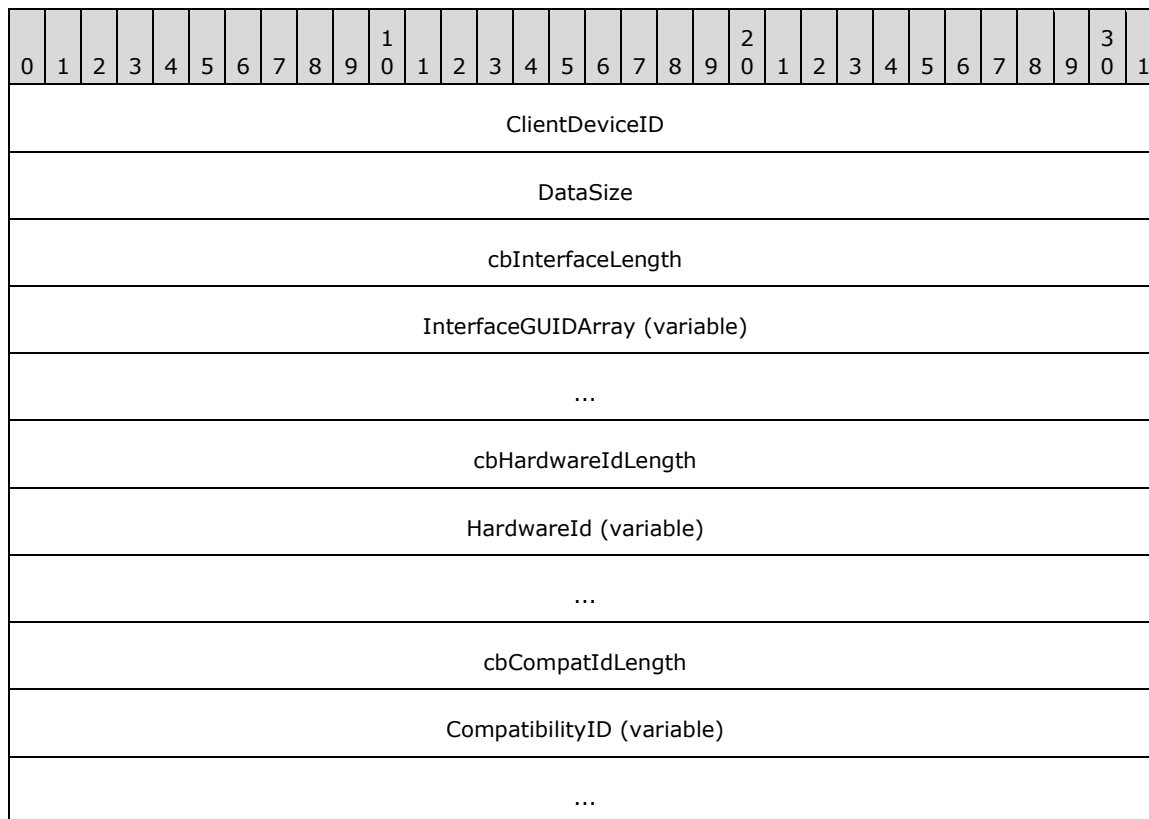 1 2 3
0 1 2 3 4 5 6 7 8 9 0 1 2 3 4 5 6 7 8 9 0 1 2 3 4 5 6 7 8 9 0 1
ClientDeviceID
DataSize
cbInterfaceLength
InterfaceGUIDArray (variable)
...
cbHardwareIdLength
HardwareId (variable)
...
cbCompatIdLength
CompatibilityID (variable)
...